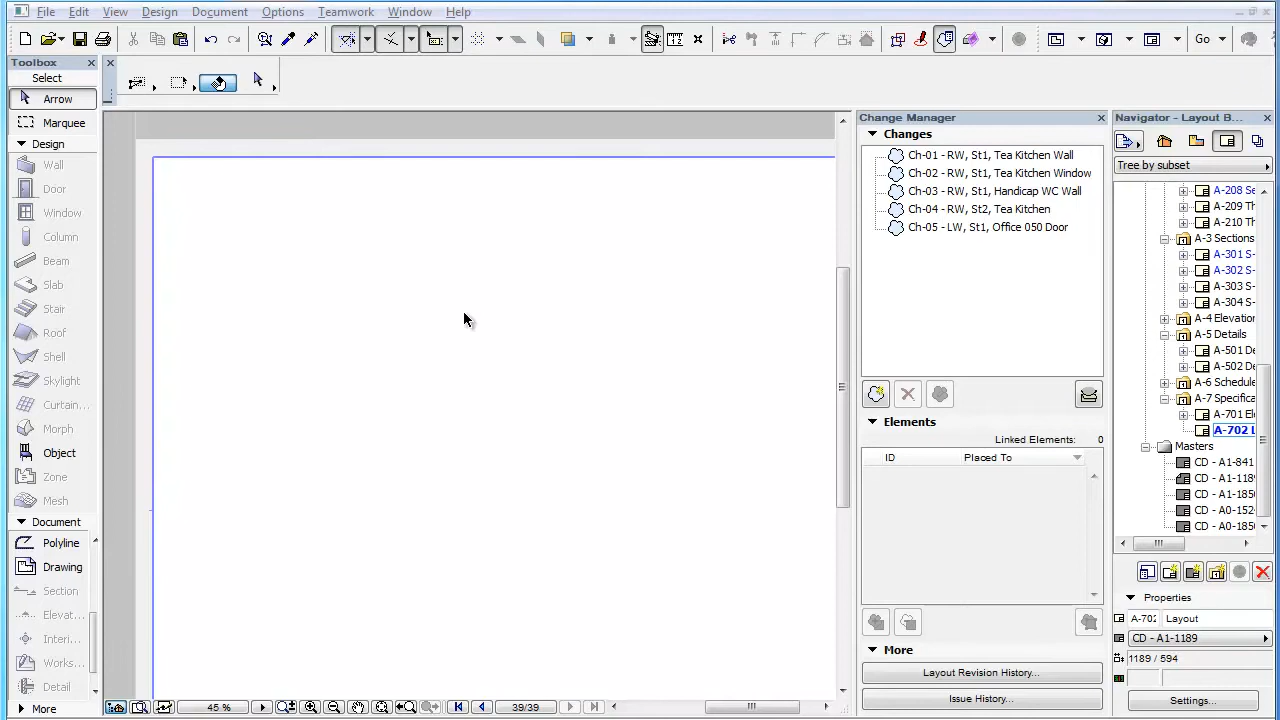 File Edit View Design Document Options Teamwork Window Help
Go
Toolbox
Select
Arrow
Marquee
Design
Wall
Door
Window
Column
Beam
Slab
Stair
Roof
Shell
Skylight
Curtain...
Morph
Object
Zone
Mesh
Document
Polyline
Drawing
Section
Elevat...
Interi...
Works...
Detail
More
45 %
39/39
Change Manager
Changes
Ch-01 - RW, St1, Tea Kitchen Wall
Ch-02 - RW, St1, Tea Kitchen Window
Ch-03 - RW, St1, Handicap WC Wall
Ch-04 - RW, St2, Tea Kitchen
Ch-05 - LW, St1, Office 050 Door
Elements
Linked Elements: 0
ID Placed To
More
Layout Revision History...
Issue History...
Navigator - Layout B...
Tree by subset
A-208 Se
A-209 Th
A-210 Th
A-3 Sections
A-301 S-
A-302 S-
A-303 S-
A-304 S-
A-4 Elevation
A-5 Details
A-501 De
A-502 De
A-6 Schedule
A-7 Specifica
A-701 El
A-702 L
Masters
CD - A1-841
CD - A1-1189
CD - A1-1850
CD - A0-152
CD - A0-1850
Properties
A-702 Layout
CD - A1-1189
1189 / 594
Settings...